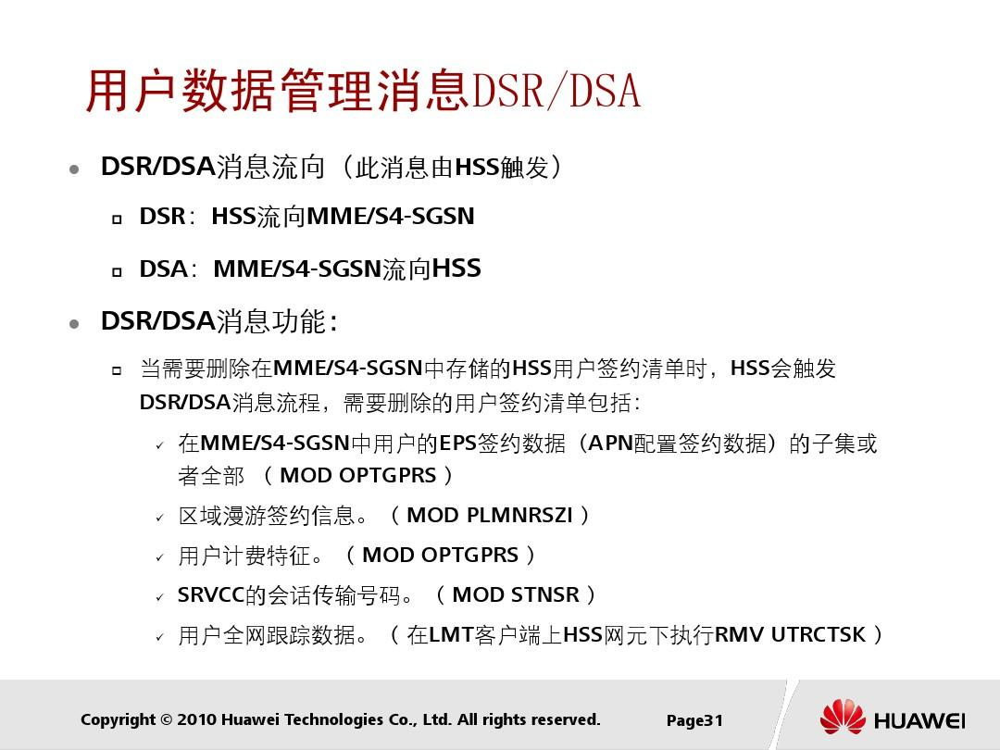 用户数据管理消息DSR/DSA
DSR/DSA消息流向（此消息由HSS触发）
DSR：HSS流向MME/S4-SGSN
DSA：MME/S4-SGSN流向HSS
DSR/DSA消息功能：
当需要删除在MME/S4-SGSN中存储的HSS用户签约清单时，HSS会触发
DSR/DSA消息流程，需要删除的用户签约清单包括：
在MME/S4-SGSN中用户的EPS签约数据（APN配置签约数据）的子集或
者全部 （ MOD OPTGPRS ）
区域漫游签约信息。（ MOD PLMNRSZI ）
用户计费特征。（ MOD OPTGPRS ）
SRVCC的会话传输号码。（ MOD STNSR ）
用户全网跟踪数据。（ 在LMT客户端上HSS网元下执行RMV UTRCTSK ）
Copyright © 2010 Huawei Technologies Co., Ltd. All rights reserved.
Page31
HUAWEI